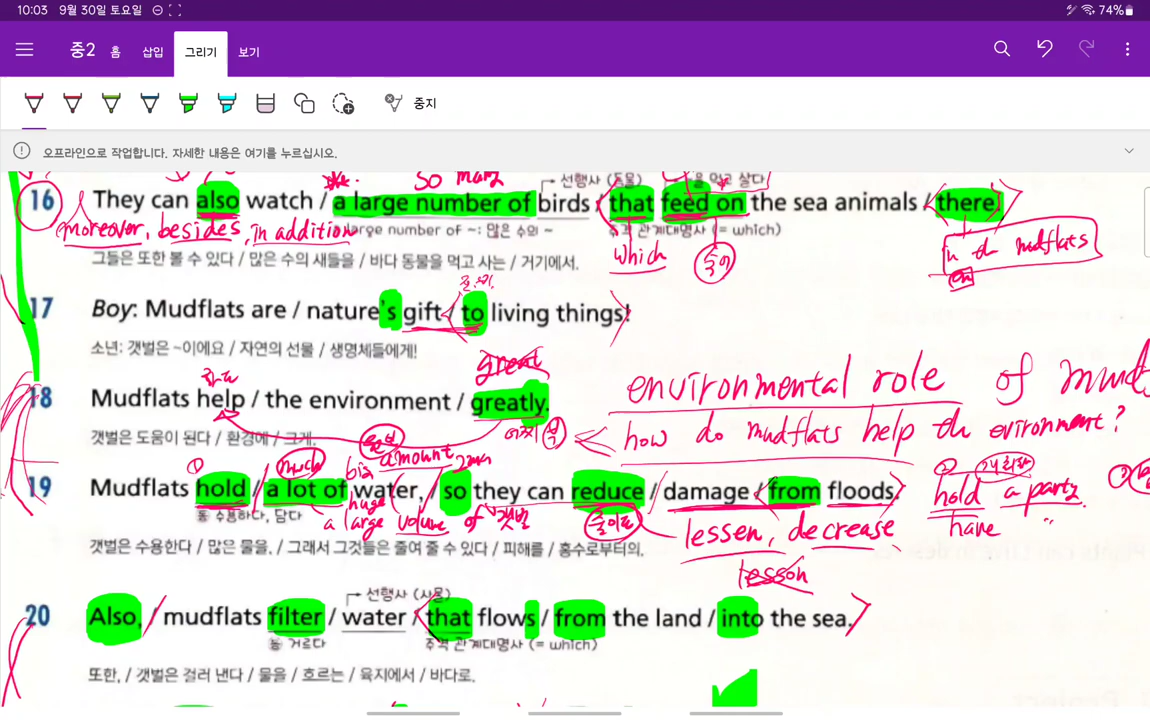 10:03 9월 30일 토요일 74%
중2 홈 삽입 그리기 보기
중지
오프라인으로 작업합니다. 자세한 내용은 여기를 누르십시오.
so many 선행사 (동물) 을 먹고 살다
16 They can also watch / a large number of birds / that feed on the sea animals / there.
moreover, besides, in addition large number of ~: 많은 수의 ~ 주격 관계대명사 (= which)
which in the mudflats
on
그들은 또한 볼 수 있다 / 많은 수의 새들을 / 바다 동물을 먹고 사는 / 거기에서.
17 Boy: Mudflats are / nature's gift / to living things!
소년: 갯벌은 ~이에요 / 자연의 선물 / 생명체들에게!
great
environmental role of mud
18 Mudflats help / the environment / greatly.
how do mudflats help the evironment?
갯벌은 도움이 된다 / 환경에 / 크게.
much big amount
② 개최하다
19 Mudflats hold / a lot of water, / so they can reduce / damage / from floods.
hold a party
have
동 수용하다, 담다 huge
a large volume of 줄이다 lessen, decrease
갯벌은 수용한다 / 많은 물을, / 그래서 그것들은 줄여 줄 수 있다 / 피해를 / 홍수로부터의.
lesson
선행사 (사물)
20 Also, / mudflats filter / water / that flows / from the land / into the sea.
동 거르다 주격 관계대명사 (= which)
또한, / 갯벌은 걸러 낸다 / 물을 / 흐르는 / 육지에서 / 바다로.